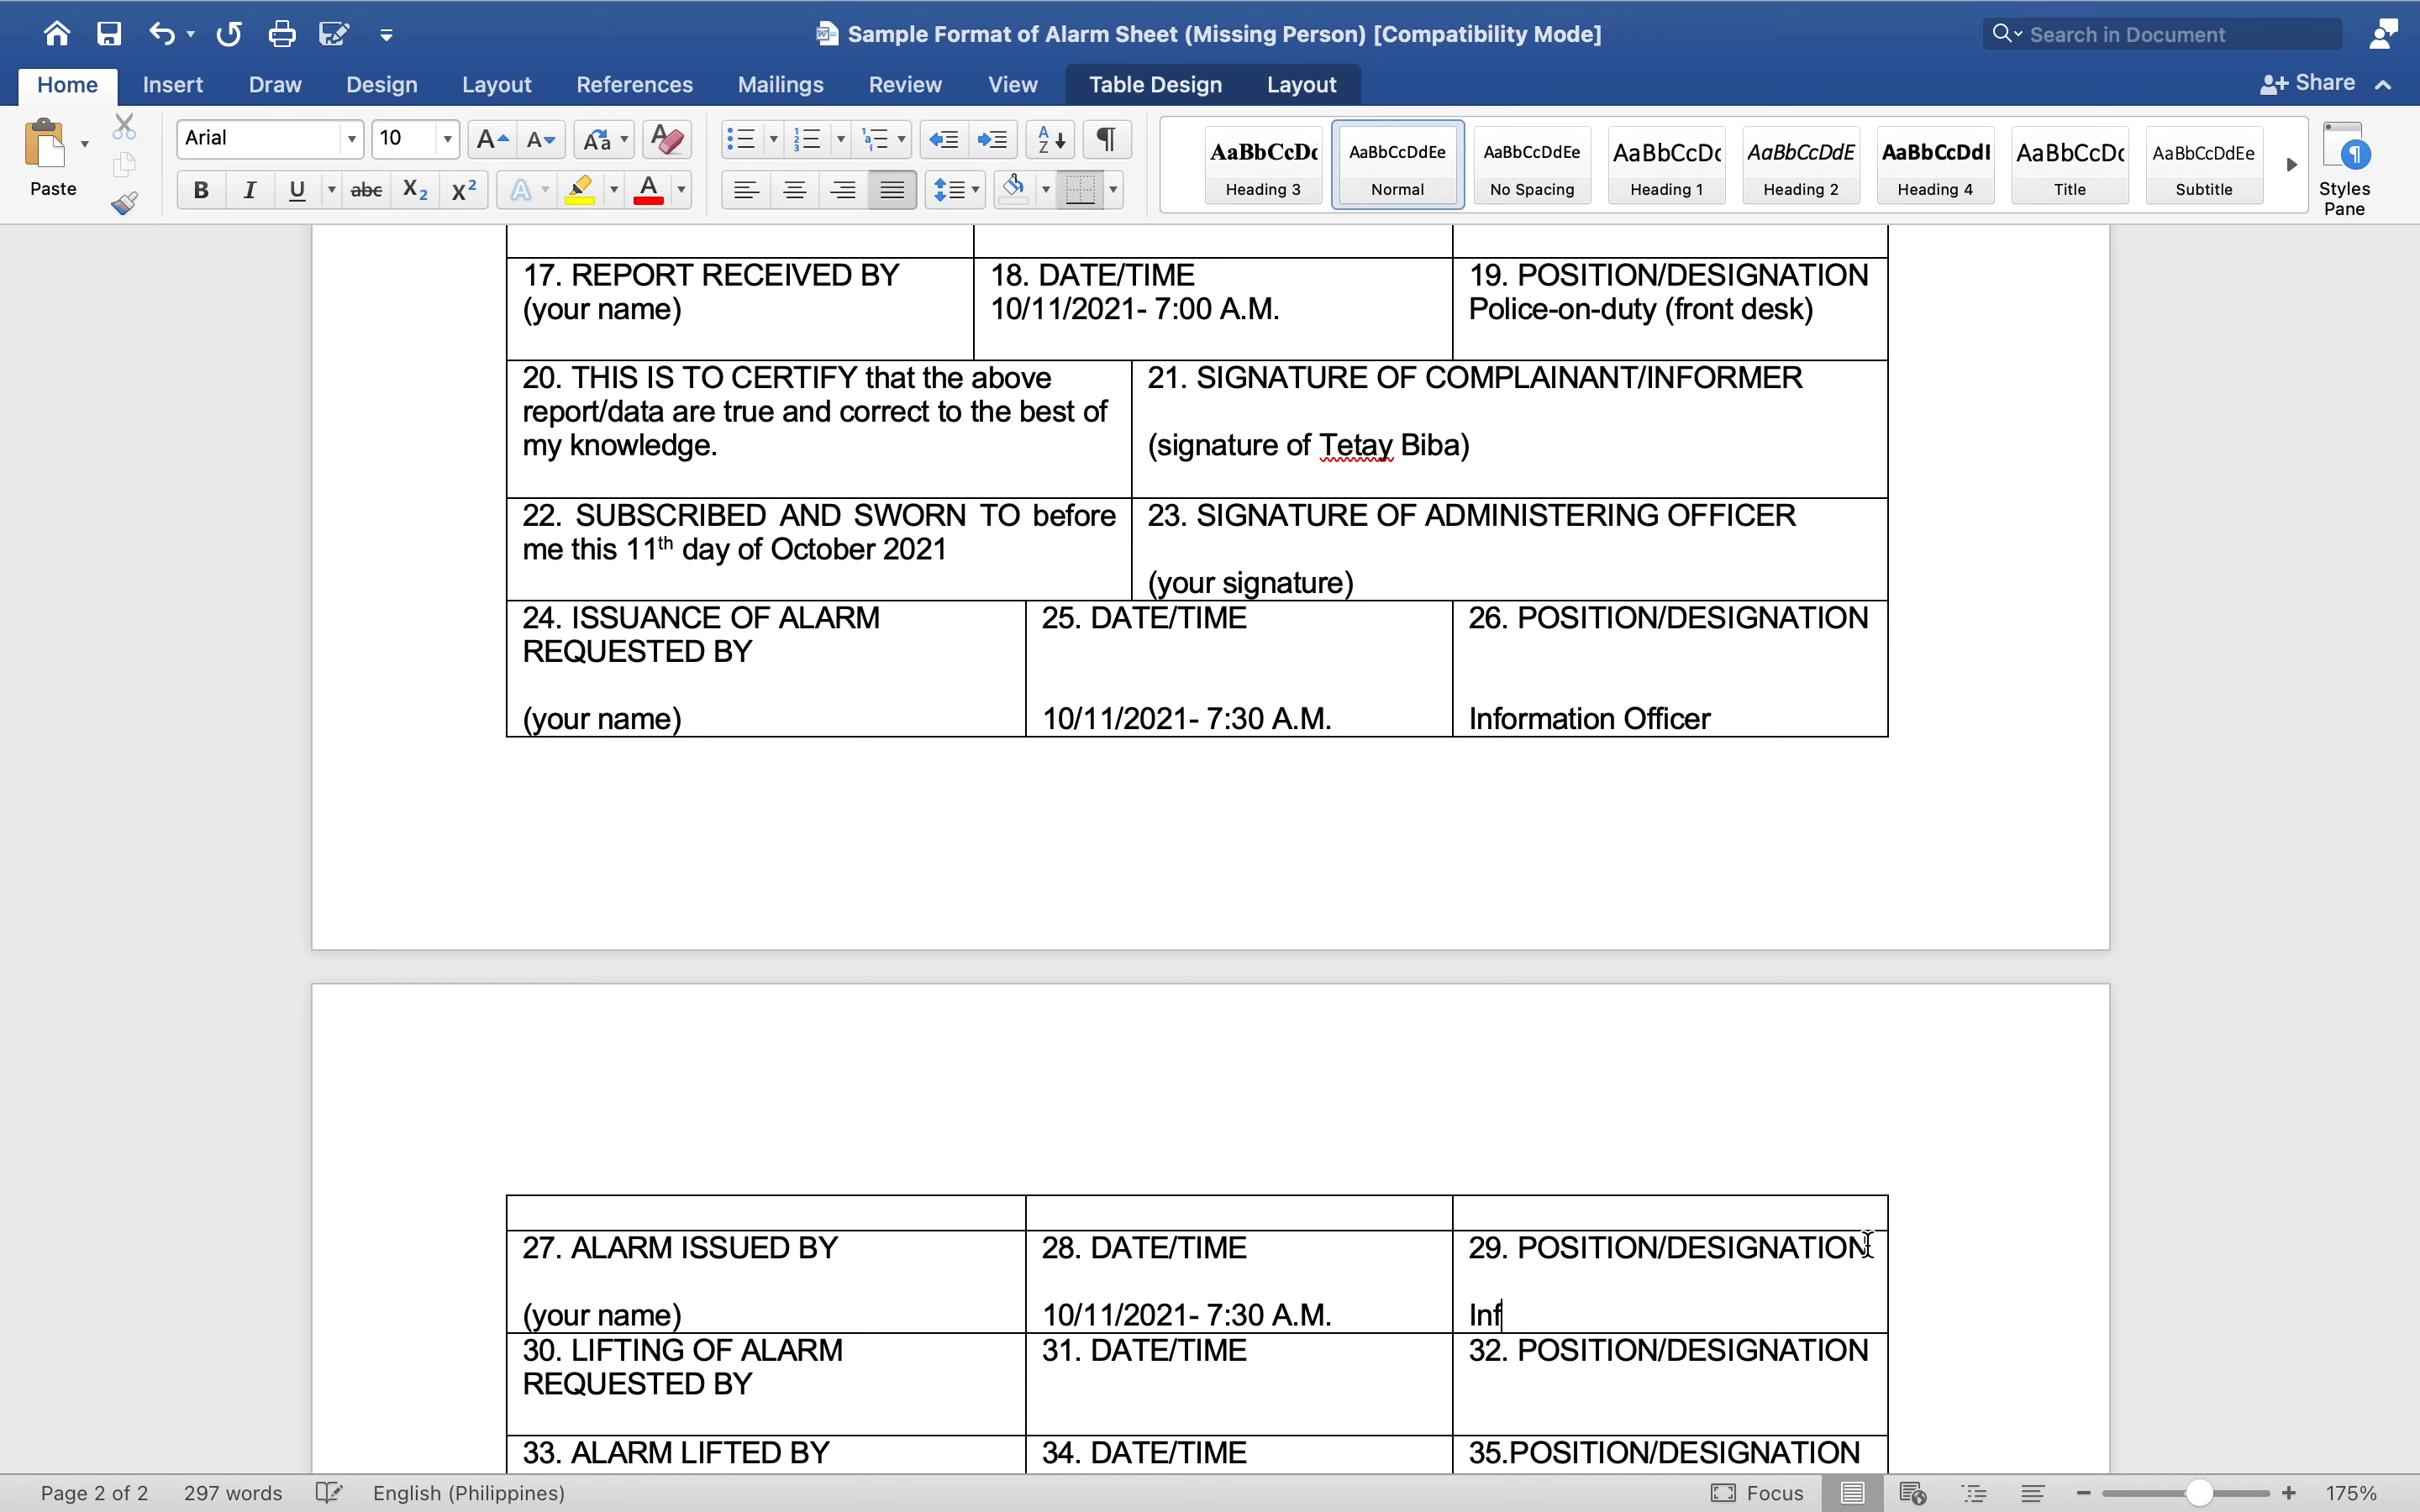 Sample Format of Alarm Sheet (Missing Person) [Compatibility Mode]
Search in Document
Home Insert Draw Design Layout References Mailings Review View Table Design Layout Share
Paste
Arial 10
AaBbCcDc AaBbCcDdEe AaBbCcDdEe AaBbCcDc AaBbCcDdE AaBbCcDdI AaBbCcDc AaBbCcDdEe
Heading 3 Normal No Spacing Heading 1 Heading 2 Heading 4 Title Subtitle
Styles
Pane
17. REPORT RECEIVED BY
(your name)
18. DATE/TIME
10/11/2021- 7:00 A.M.
19. POSITION/DESIGNATION
Police-on-duty (front desk)
20. THIS IS TO CERTIFY that the above
report/data are true and correct to the best of
my knowledge.
21. SIGNATURE OF COMPLAINANT/INFORMER
(signature of Tetay Biba)
22. SUBSCRIBED AND SWORN TO before
me this 11th day of October 2021
23. SIGNATURE OF ADMINISTERING OFFICER
(your signature)
24. ISSUANCE OF ALARM
REQUESTED BY
(your name)
25. DATE/TIME
10/11/2021- 7:30 A.M.
26. POSITION/DESIGNATION
Information Officer
27. ALARM ISSUED BY
(your name)
28. DATE/TIME
10/11/2021- 7:30 A.M.
29. POSITION/DESIGNATION
Inf
30. LIFTING OF ALARM
REQUESTED BY
31. DATE/TIME
32. POSITION/DESIGNATION
33. ALARM LIFTED BY
34. DATE/TIME
35.POSITION/DESIGNATION
Page 2 of 2 297 words English (Philippines) Focus 175%